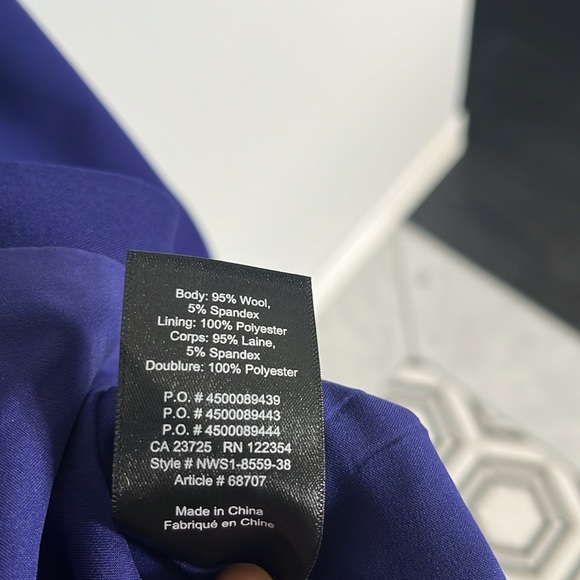 Body: 95% Wool,
5% Spandex
Lining: 100% Polyester
Corps: 95% Laine,
5% Spandex
Doublure: 100% Polyester
P.O. # 4500089439
P.O. # 4500089443
P.O. # 4500089444
CA 23725 RN 122354
Style # NWS1-8559-38
Article # 68707
Made in China
Fabriqué en Chine